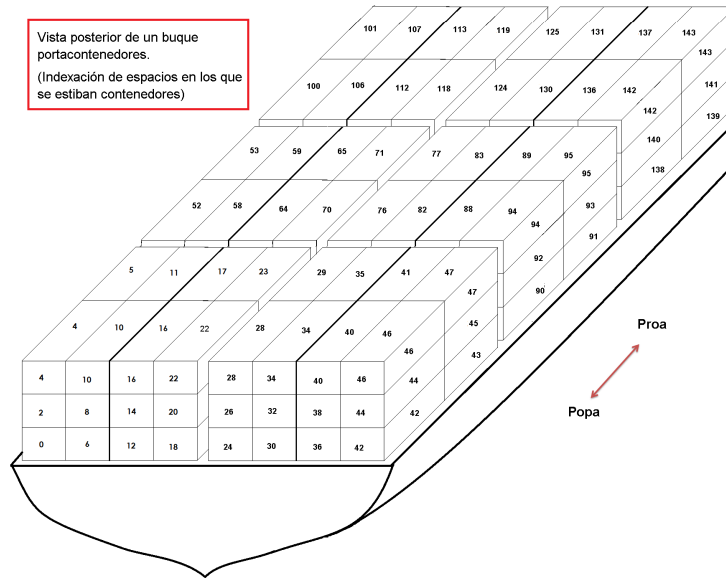 Vista posterior de un buque
portacontenedores.
(Indexación de espacios en los que
se estiban contenedores)
101 107 113 119 125 131 137 143
143
100 106 112 118 124 130 136 142
141
142
139
140
53 59 65 71 77 83 89 95
138
95
52 58 64 70 76 82 88 94
93
94
91
92
5 11 17 23 29 35 41 47
90
47
4 10 16 22 28 34 40 46
45
46
43
4 10 16 22 28 34 40 46
44
2 8 14 20 26 32 38 44
42
0 6 12 18 24 30 36 42
Proa
Popa